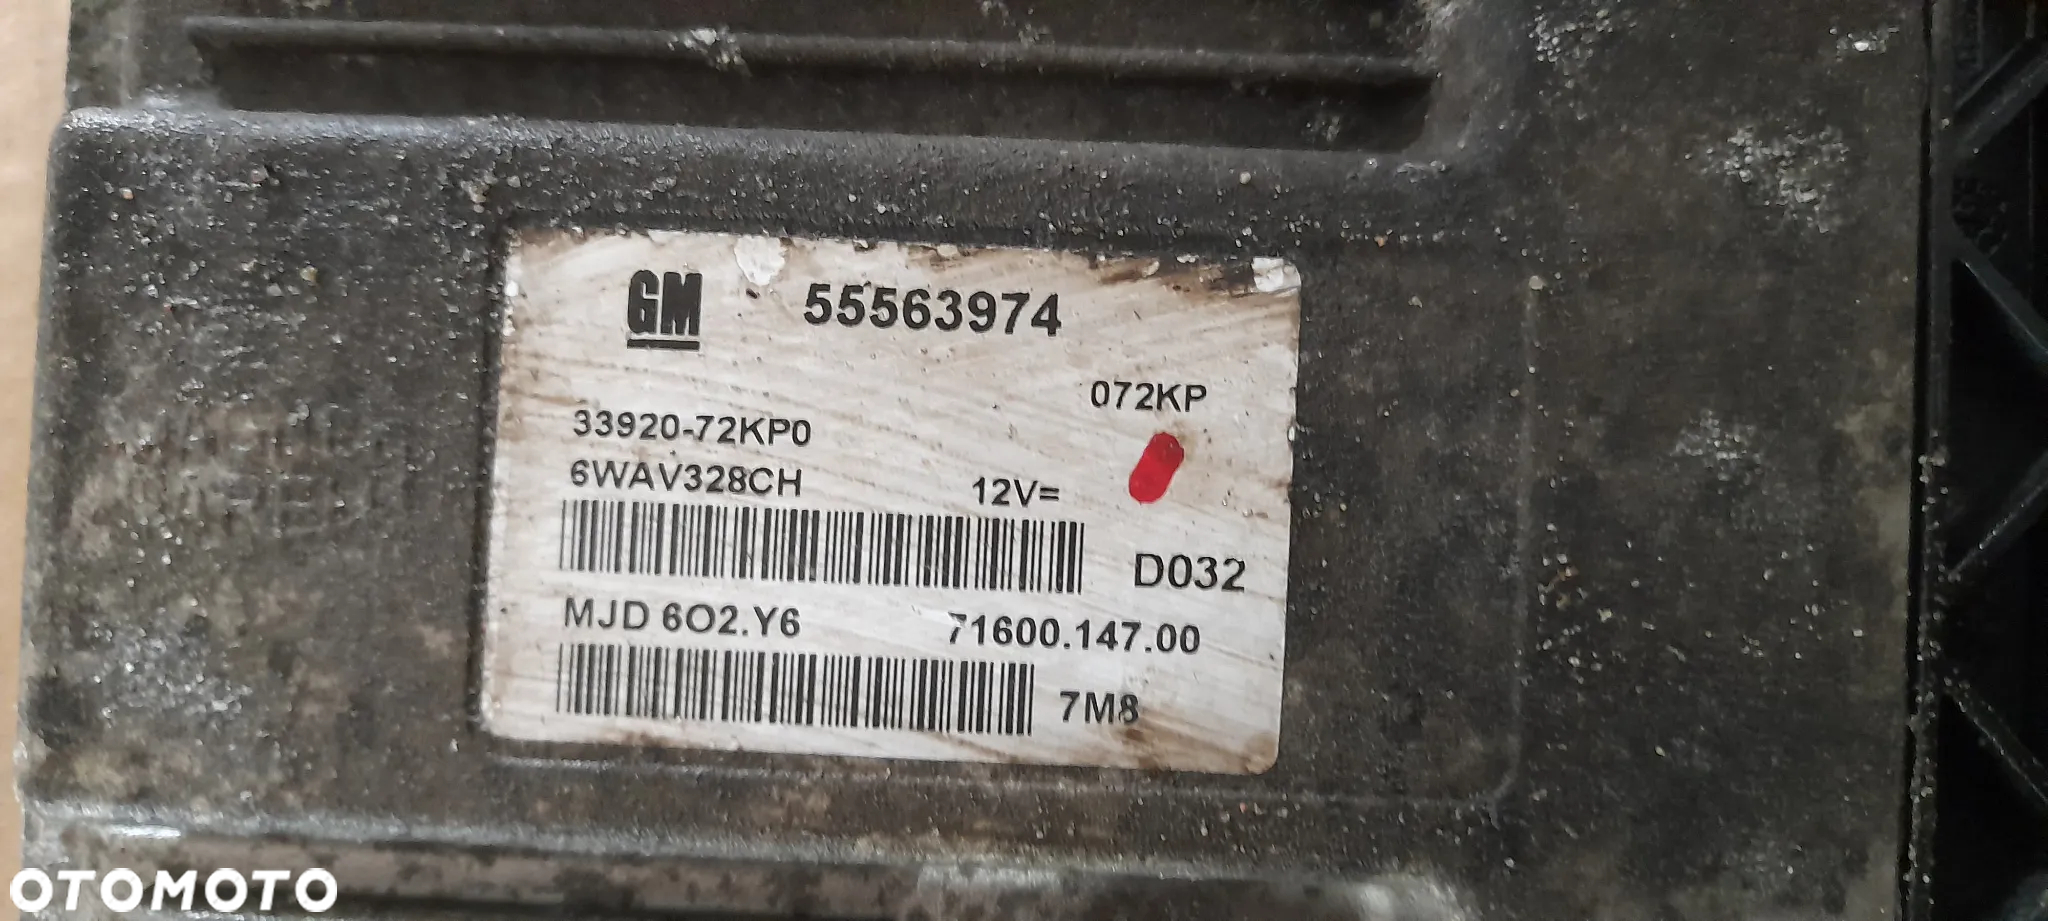 GM 55563974
072KP
33920-72KP0
6WAV328CH 12V=
D032
MJD 6O2.Y6 71600.147.00
7M8
OTOMOTO